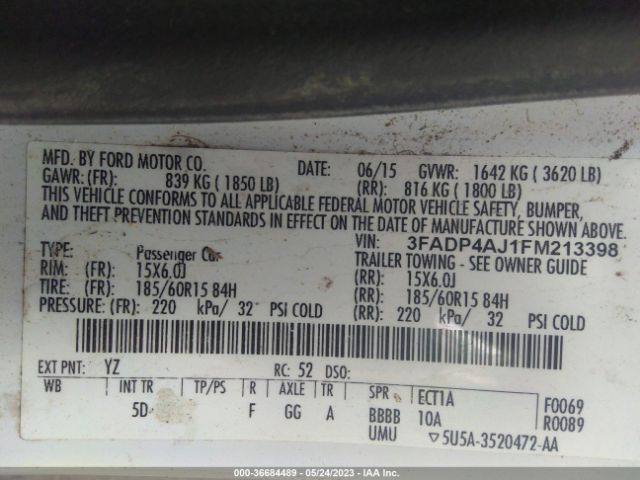 MFD. BY FORD MOTOR CO.
DATE: 06/15 GVWR: 1642 KG ( 3620 LB)
GAWR: (FR): 839 KG ( 1850 LB) (RR): 816 KG ( 1800 LB)
THIS VEHICLE CONFORMS TO ALL APPLICABLE FEDERAL MOTOR VEHICLE SAFETY, BUMPER,
AND THEFT PREVENTION STANDARDS IN EFFECT ON THE DATE OF MANUFACTURE SHOWN ABOVE.
VIN: 3FADP4AJ1FM213398
TYPE: Passenger Car TRAILER TOWING - SEE OWNER GUIDE
RIM: (FR): 15X6.0J (RR): 15X6.0J
TIRE: (FR): 185/60R15 84H (RR): 185/60R15 84H
PRESSURE: (FR): 220 kPa/ 32 PSI COLD (RR): 220 kPa/ 32 PSI COLD
EXT PNT: YZ RC: 52 DSO:
WB INT TR TP/PS R AXLE TR SPR ECT1A F0069
5D F GG A BBBB 10A R0089
UMU ▽5U5A-3520472-AA
000-36684489 - 05/24/2023 - IAA Inc.